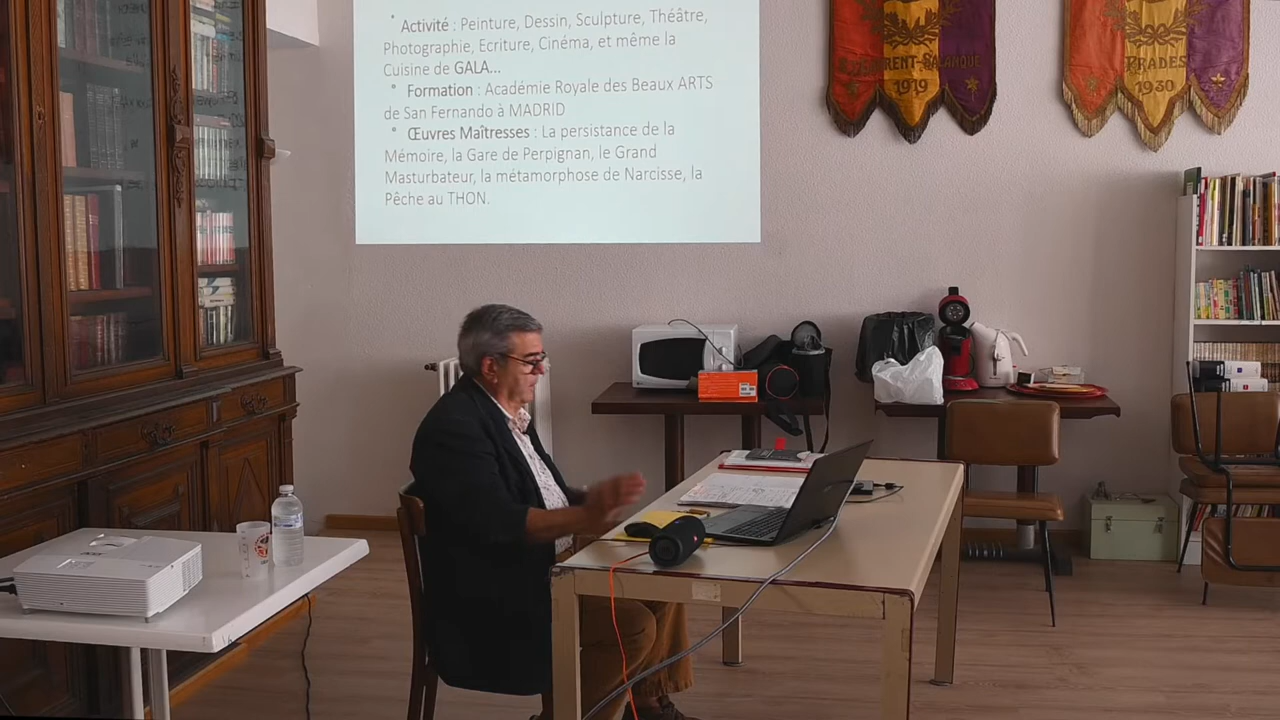 ° Activité : Peinture, Dessin, Sculpture, Théâtre,
Photographie, Ecriture, Cinéma, et même la
Cuisine de GALA...
° Formation : Académie Royale des Beaux ARTS
de San Fernando à MADRID
° Œuvres Maîtresses : La persistance de la
Mémoire, la Gare de Perpignan, le Grand
Masturbateur, la métamorphose de Narcisse, la
Pêche au THON.
1919
PRADES
1930